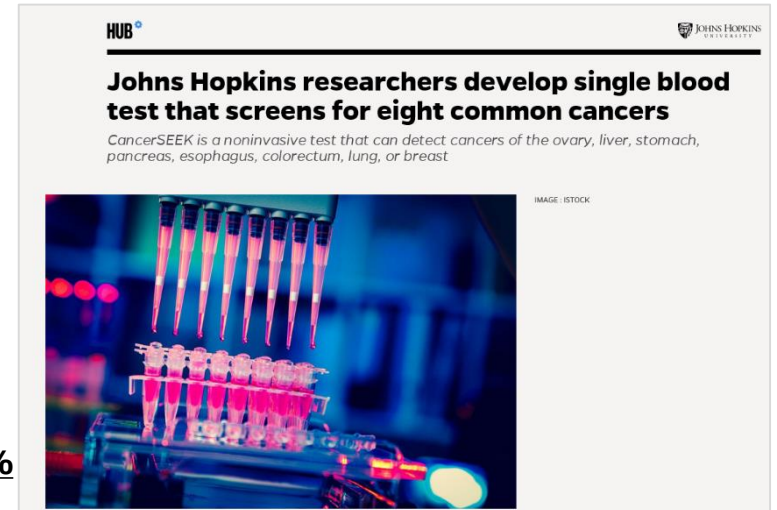 HUB
JOHNS HOPKINS
UNIVERSITY
Johns Hopkins researchers develop single blood
test that screens for eight common cancers
CancerSEEK is a noninvasive test that can detect cancers of the ovary, liver, stomach,
pancreas, esophagus, colorectum, lung, or breast
IMAGE : ISTOCK
%